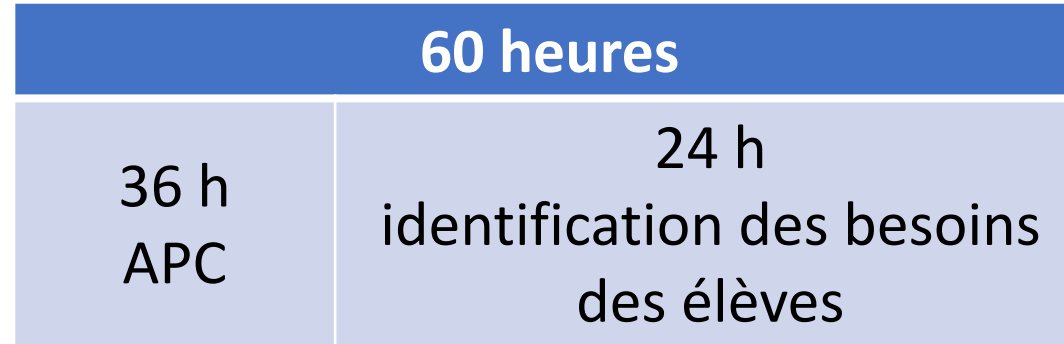 60 heures
36 h
APC
24 h
identification des besoins
des élèves